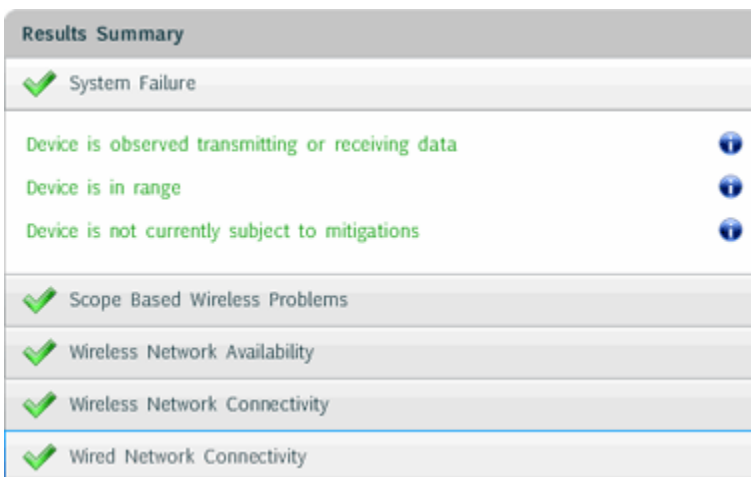 Results Summary
System Failure
Device is observed transmitting or receiving data
Device is in range
Device is not currently subject to mitigations
Scope Based Wireless Problems
Wireless Network Availability
Wireless Network Connectivity
Wired Network Connectivity